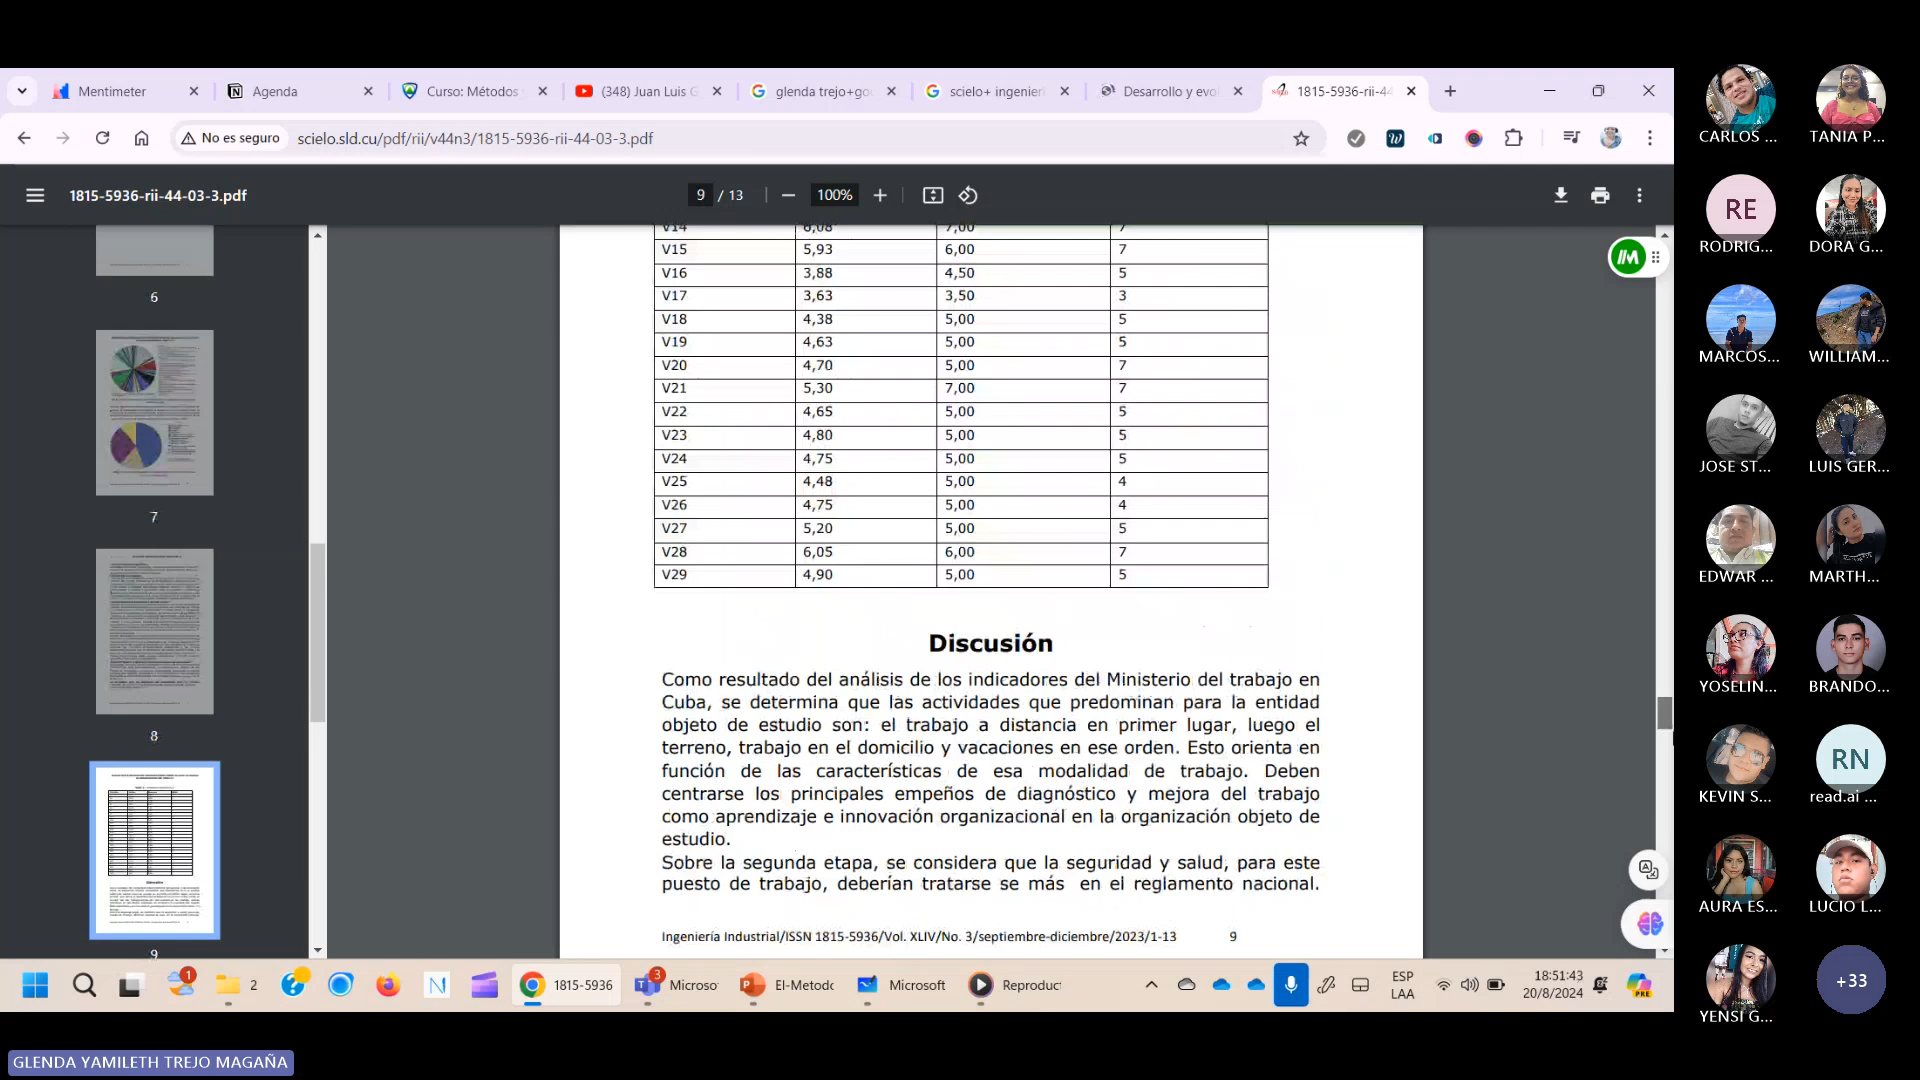 Mentimeter
Agenda
Curso: Métodos
(348) Juan Luis G
glenda trejo+goo
scielo+ ingenieri
Desarrollo y evol
1815-5936-rii-44
No es seguro
scielo.sld.cu/pdf/rii/v44n3/1815-5936-rii-44-03-3.pdf
1815-5936-rii-44-03-3.pdf
9 / 13
100%
6
7
8
9
V14 6,08 7,00 7
V15 5,93 6,00 7
V16 3,88 4,50 5
V17 3,63 3,50 3
V18 4,38 5,00 5
V19 4,63 5,00 5
V20 4,70 5,00 7
V21 5,30 7,00 7
V22 4,65 5,00 5
V23 4,80 5,00 5
V24 4,75 5,00 5
V25 4,48 5,00 4
V26 4,75 5,00 4
V27 5,20 5,00 5
V28 6,05 6,00 7
V29 4,90 5,00 5
Discusión
Como resultado del análisis de los indicadores del Ministerio del trabajo en
Cuba, se determina que las actividades que predominan para la entidad
objeto de estudio son: el trabajo a distancia en primer lugar, luego el
terreno, trabajo en el domicilio y vacaciones en ese orden. Esto orienta en
función de las características de esa modalidad de trabajo. Deben
centrarse los principales empeños de diagnóstico y mejora del trabajo
como aprendizaje e innovación organizacional en la organización objeto de
estudio.
Sobre la segunda etapa, se considera que la seguridad y salud, para este
puesto de trabajo, deberían tratarse se más en el reglamento nacional.
Ingeniería Industrial/ISSN 1815-5936/Vol. XLIV/No. 3/septiembre-diciembre/2023/1-13 9
1
2
1815-5936
3
Microso
El-Metodo
Microsoft
Reproduc
ESP
LAA
18:51:43
20/8/2024
PRE
CARLOS ...
TANIA P...
RE
RODRIG...
DORA G...
MARCOS...
WILLIAM...
JOSE ST...
LUIS GER...
EDWAR ...
MARTH...
YOSELIN...
BRANDO...
KEVIN S...
RN
read.ai ...
AURA ES...
LUCIO L...
YENSI G...
+33
GLENDA YAMILETH TREJO MAGAÑA